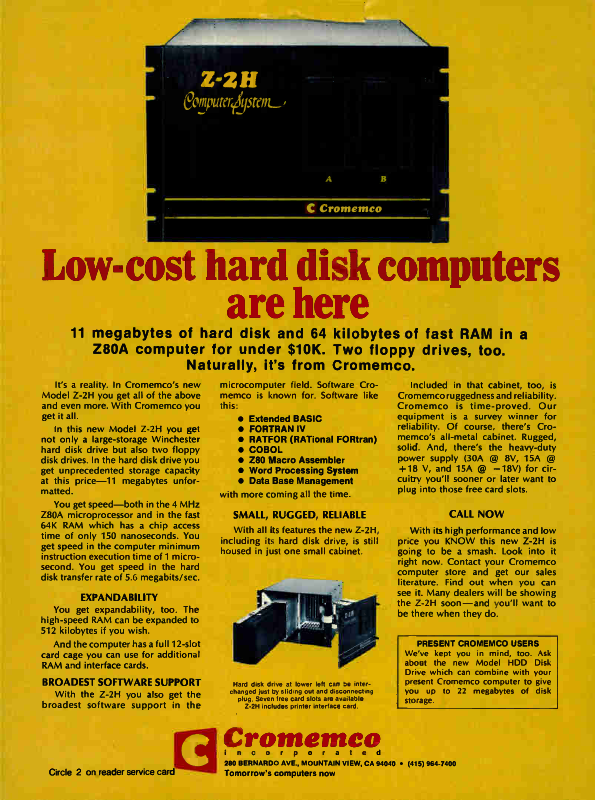 Z-2H
Computer System
A B
C Cromemco
Low-cost hard disk computers
are here
11 megabytes of hard disk and 64 kilobytes of fast RAM in a
Z80A computer for under $10K. Two floppy drives, too.
Naturally, it's from Cromemco.
It's a reality. In Cromemco's new
Model Z-2H you get all of the above
and even more. With Cromemco you
get it all.
In this new Model Z-2H you get
not only a large-storage Winchester
hard disk drive but also two floppy
disk drives. In the hard disk drive you
get unprecedented storage capacity
at this price—11 megabytes unfor-
matted.
You get speed—both in the 4 MHz
Z80A microprocessor and in the fast
64K RAM which has a chip access
time of only 150 nanoseconds. You
get speed in the computer minimum
instruction execution time of 1 micro-
second. You get speed in the hard
disk transfer rate of 5.6 megabits/sec.
EXPANDABILITY
You get expandability, too. The
high-speed RAM can be expanded to
512 kilobytes if you wish.
And the computer has a full 12-slot
card cage you can use for additional
RAM and interface cards.
BROADEST SOFTWARE SUPPORT
With the Z-2H you also get the
broadest software support in the
microcomputer field. Software Cro-
memco is known for. Software like
this:
● Extended BASIC
● FORTRAN IV
● RATFOR (RATional FORtran)
● COBOL
● Z80 Macro Assembler
● Word Processing System
● Data Base Management
with more coming all the time.
SMALL, RUGGED, RELIABLE
With all its features the new Z-2H,
including its hard disk drive, is still
housed in just one small cabinet.
Hard disk drive at lower left can be inter-
changed just by sliding out and disconnecting
plug. Seven free card slots are available.
Z-2H includes printer interface card.
Included in that cabinet, too, is
Cromemco ruggedness and reliability.
Cromemco is time-proved. Our
equipment is a survey winner for
reliability. Of course, there's Cro-
memco's all-metal cabinet. Rugged,
solid. And, there's the heavy-duty
power supply (30A @ 8V, 15A @
+18 V, and 15A @ −18V) for cir-
cuitry you'll sooner or later want to
plug into those free card slots.
CALL NOW
With its high performance and low
price you KNOW this new Z-2H is
going to be a smash. Look into it
right now. Contact your Cromemco
computer store and get our sales
literature. Find out when you can
see it. Many dealers will be showing
the Z-2H soon—and you'll want to
be there when they do.
PRESENT CROMEMCO USERS
We've kept you in mind, too. Ask
about the new Model HDD Disk
Drive which can combine with your
present Cromemco computer to give
you up to 22 megabytes of disk
storage.
C Cromemco
incorporated
280 BERNARDO AVE., MOUNTAIN VIEW, CA 94040 • (415) 964-7400
Tomorrow's computers now
Circle 2 on reader service card